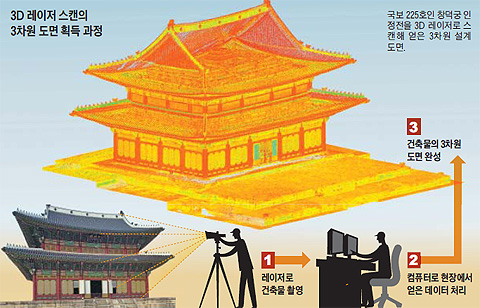 3D 레이저 스캔의
3차원 도면 획득 과정
국보 225호인 창덕궁 인
정전을 3D 레이저로 스
캔해 얻은 3차원 설계
도면.
1
레이저로
건축물 촬영
2
컴퓨터로 현장에서
얻은 데이터 처리
3
건축물의 3차원
도면 완성